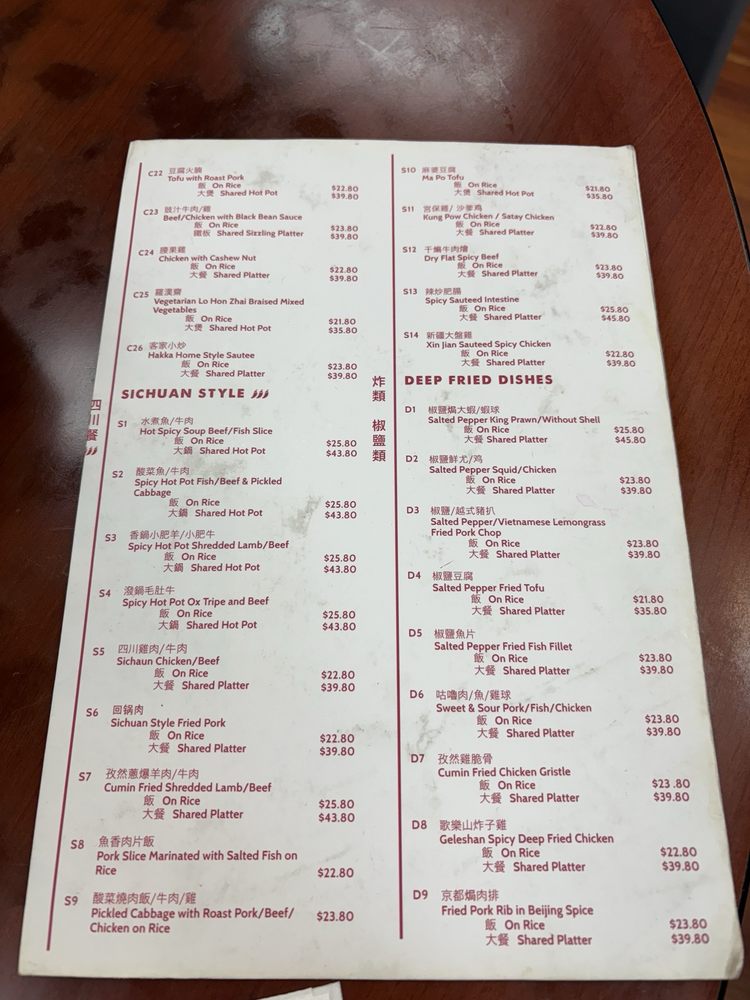 C22 豆腐火腩
Tofu with Roast Pork
飯 On Rice $22.80
大煲 Shared Hot Pot $39.80
C23 豉汁牛肉/雞
Beef/Chicken with Black Bean Sauce
飯 On Rice $23.80
鐵板 Shared Sizzling Platter $39.80
C24 腰果雞
Chicken with Cashew Nut
飯 On Rice $22.80
大餐 Shared Platter $39.80
C25 羅漢齋
Vegetarian Lo Hon Zhai Braised Mixed
Vegetables
飯 On Rice $21.80
大煲 Shared Hot Pot $35.80
C26 客家小炒
Hakka Home Style Sautee
飯 On Rice $23.80
大餐 Shared Platter $39.80
四川餐
SICHUAN STYLE
S1 水煮魚/牛肉
Hot Spicy Soup Beef/Fish Slice
飯 On Rice $25.80
大鍋 Shared Hot Pot $43.80
S2 酸菜魚/牛肉
Spicy Hot Pot Fish/Beef & Pickled
Cabbage
飯 On Rice $25.80
大鍋 Shared Hot Pot $43.80
S3 香鍋小肥羊/小肥牛
Spicy Hot Pot Shredded Lamb/Beef
飯 On Rice $25.80
大鍋 Shared Hot Pot $43.80
S4 潑鍋毛肚牛
Spicy Hot Pot Ox Tripe and Beef
飯 On Rice $25.80
大鍋 Shared Hot Pot $43.80
S5 四川雞肉/牛肉
Sichaun Chicken/Beef
飯 On Rice $22.80
大餐 Shared Platter $39.80
S6 回锅肉
Sichuan Style Fried Pork
飯 On Rice $22.80
大餐 Shared Platter $39.80
S7 孜然蔥爆羊肉/牛肉
Cumin Fried Shredded Lamb/Beef
飯 On Rice $25.80
大餐 Shared Platter $43.80
S8 魚香肉片飯
Pork Slice Marinated with Salted Fish on
Rice $22.80
S9 酸菜燒肉飯/牛肉/雞
Pickled Cabbage with Roast Pork/Beef/ $23.80
Chicken on Rice
S10 麻婆豆腐
Ma Po Tofu
飯 On Rice $21.80
大煲 Shared Hot Pot $35.80
S11 宮保雞/沙爹鸡
Kung Pow Chicken / Satay Chicken
飯 On Rice $22.80
大餐 Shared Platter $39.80
S12 干煸牛肉燴
Dry Flat Spicy Beef
飯 On Rice $23.80
大餐 Shared Platter $39.80
S13 辣炒肥腸
Spicy Sauteed Intestine
飯 On Rice $25.80
大餐 Shared Platter $45.80
S14 新疆大盤雞
Xin Jian Sauteed Spicy Chicken
飯 On Rice $22.80
大餐 Shared Platter $39.80
炸類 椒鹽類
DEEP FRIED DISHES
D1 椒鹽焗大蝦/蝦球
Salted Pepper King Prawn/Without Shell
飯 On Rice $25.80
大餐 Shared Platter $45.80
D2 椒鹽鮮尤/鸡
Salted Pepper Squid/Chicken
飯 On Rice $23.80
大餐 Shared Platter $39.80
D3 椒鹽/越式豬扒
Salted Pepper/Vietnamese Lemongrass
Fried Pork Chop
飯 On Rice $23.80
大餐 Shared Platter $39.80
D4 椒鹽豆腐
Salted Pepper Fried Tofu
飯 On Rice $21.80
大餐 Shared Platter $35.80
D5 椒鹽魚片
Salted Pepper Fried Fish Fillet
飯 On Rice $23.80
大餐 Shared Platter $39.80
D6 咕嚕肉/魚/雞球
Sweet & Sour Pork/Fish/Chicken
飯 On Rice $23.80
大餐 Shared Platter $39.80
D7 孜然雞脆骨
Cumin Fried Chicken Gristle
飯 On Rice $23 .80
大餐 Shared Platter $39.80
D8 歌樂山炸子雞
Geleshan Spicy Deep Fried Chicken
飯 On Rice $22.80
大餐 Shared Platter $39.80
D9 京都焗肉排
Fried Pork Rib in Beijing Spice
飯 On Rice $23.80
大餐 Shared Platter $39.80